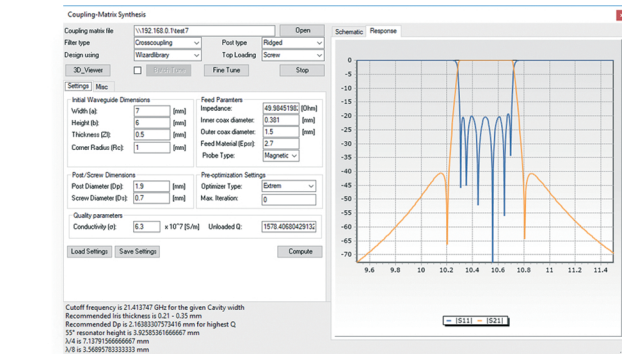 Coupling-Matrix Synthesis
Coupling matrix file \\192.168.0.1\test7 Open
Filter type Crosscoupling Post type Ridged
Design using Wizardlibrary Top Loading Screw
3D_Viewer Fine Tune Stop
Settings Misc
Initial Waveguide Dimensions
Width (a): 7 [mm]
Height (b): 6 [mm]
Thickness (Zl): 0.5 [mm]
Corner Radius (Rc): 1 [mm]
Feed Paramters
Impedance: 49.98451982 [Ohm]
Inner coax diameter: 0.381 [mm]
Outer coax diameter: 1.5 [mm]
Feed Material (Epsr): 2.7
Probe Type: Magnetic
Post/Screw Dimensions
Post Diameter (Dp): 1.9 [mm]
Screw Diameter (Ds): 0.7 [mm]
Pre-optimization Settings
Optimizer Type: Extrem
Max. Iteration: 0
Quality parameters
Conductivity (σ): 6.3 x 10^7 [S/m] Unloaded Q: 1578.40680429132
Load Settings Save Settings Compute
Cutoff frequency is 21.413747 GHz for the given Cavity width
Recommended Iris thickness is 0.21 - 0.35 mm
Recommended Dp is 2.16383307573416 mm for highest Q
55° resonator height is 3.92585361666667 mm
λ/4 is 7.13791566666667 mm
λ/8 is 3.56895783333333 mm
Schematic Response
0
-5
-10
-15
-20
-25
-30
-35
-40
-45
-50
-55
-60
-65
-70
9.6 9.8 10 10.2 10.4 10.6 10.8 11 11.2 11.4
|S11| |S21|